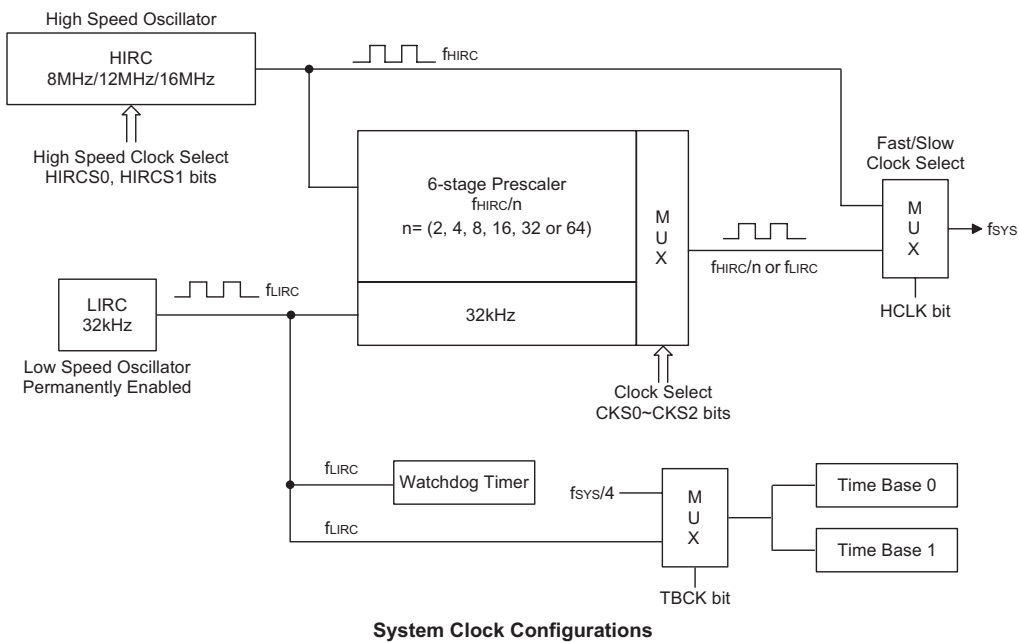 High Speed Oscillator
HIRC
8MHz/12MHz/16MHz
High Speed Clock Select
HIRCS0, HIRCS1 bits
fHIRC
6-stage Prescaler
fHIRC/n
n= (2, 4, 8, 16, 32 or 64)
32kHz
MUX
Clock Select
CKS0~CKS2 bits
fHIRC/n or fLIRC
Fast/Slow
Clock Select
MUX
HCLK bit
fSYS
LIRC
32kHz
Low Speed Oscillator
Permanently Enabled
fLIRC
fLIRC
Watchdog Timer
fLIRC
fSYS/4
MUX
TBCK bit
Time Base 0
Time Base 1
System Clock Configurations